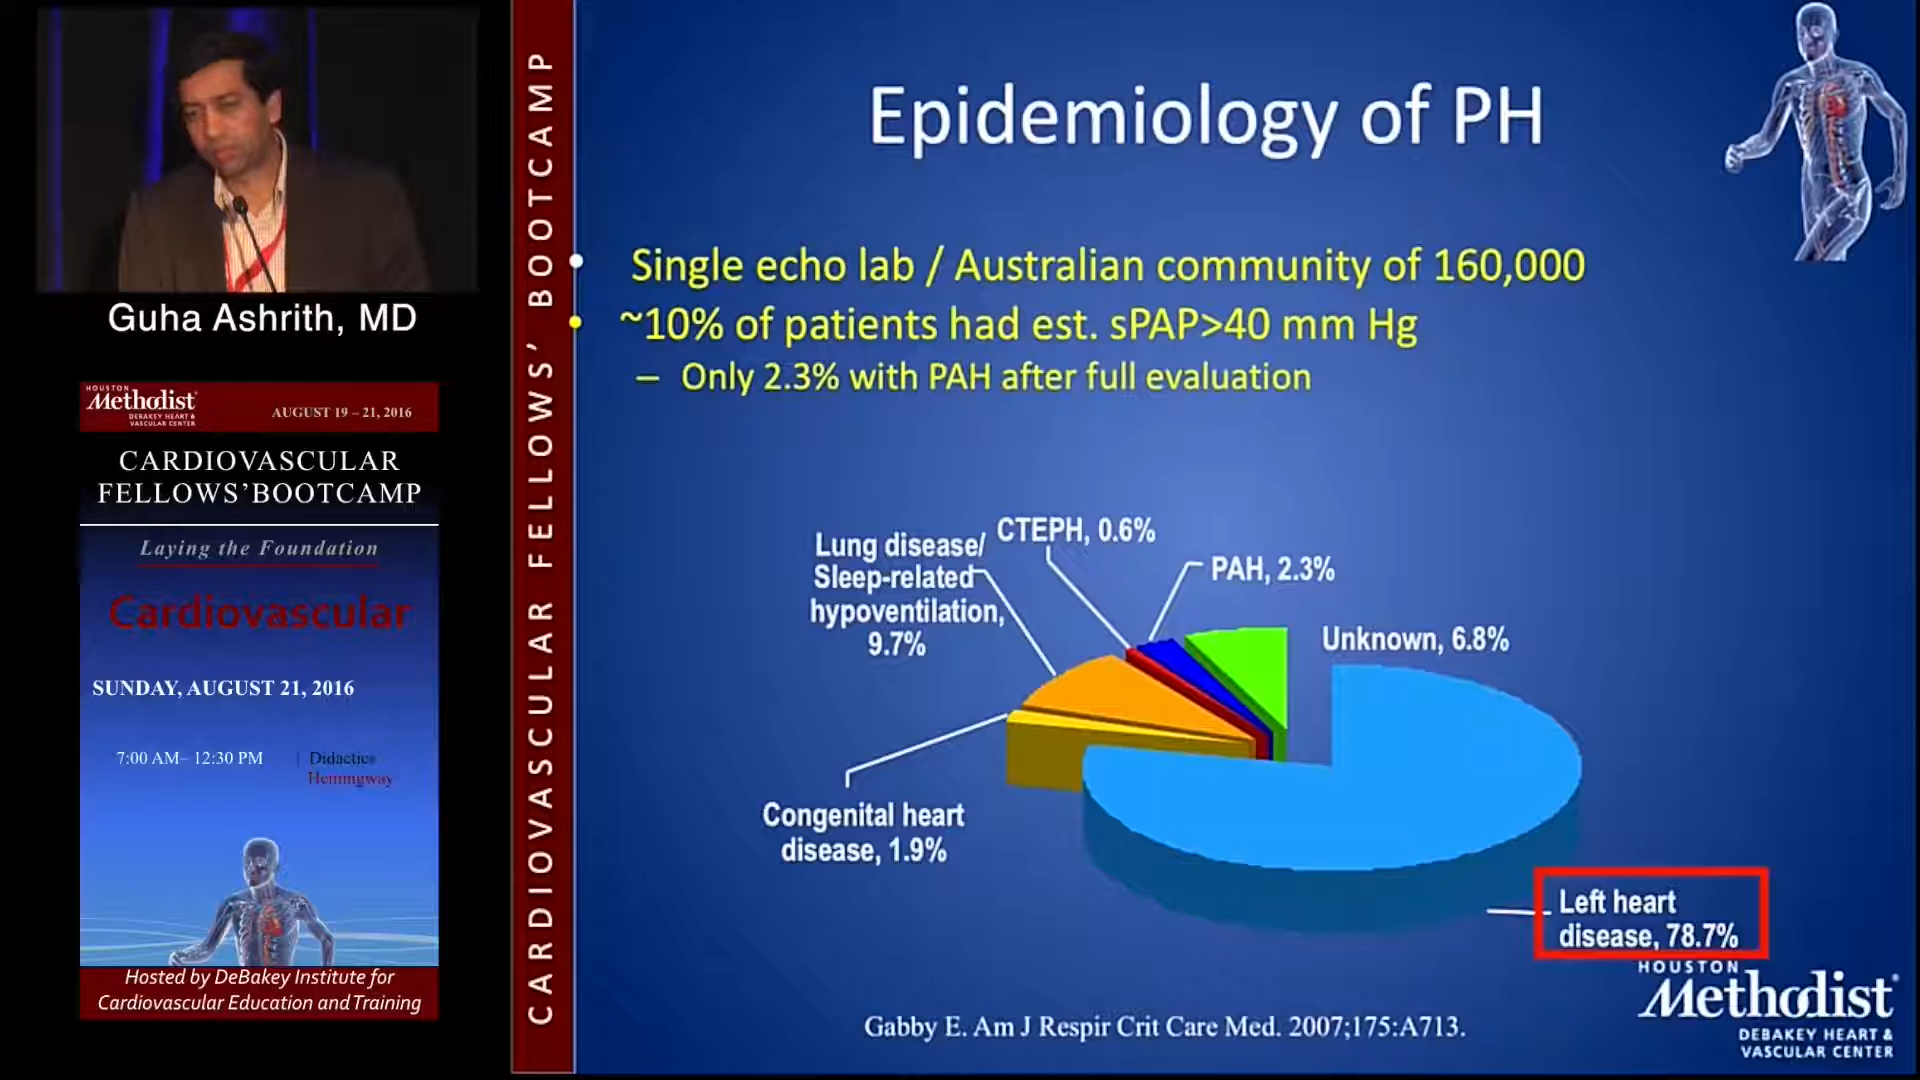 Guha Ashrith, MD
HOUSTON
Methodist
DEBAKEY HEART &
VASCULAR CENTER
AUGUST 19 – 21, 2016
CARDIOVASCULAR
FELLOWS’BOOTCAMP
Laying the Foundation
Cardiovascular
SUNDAY, AUGUST 21, 2016
7:00 AM– 12:30 PM | Didactics
Hemingway
Hosted by DeBakey Institute for
Cardiovascular Education and Training
CARDIOVASCULAR FELLOWS’ BOOTCAMP
Epidemiology of PH
• Single echo lab / Australian community of 160,000
• ~10% of patients had est. sPAP>40 mm Hg
– Only 2.3% with PAH after full evaluation
Lung disease/
Sleep-related
hypoventilation,
9.7%
CTEPH, 0.6%
PAH, 2.3%
Unknown, 6.8%
Congenital heart
disease, 1.9%
Left heart
disease, 78.7%
Gabby E. Am J Respir Crit Care Med. 2007;175:A713.
HOUSTON
Methodist
DEBAKEY HEART &
VASCULAR CENTER